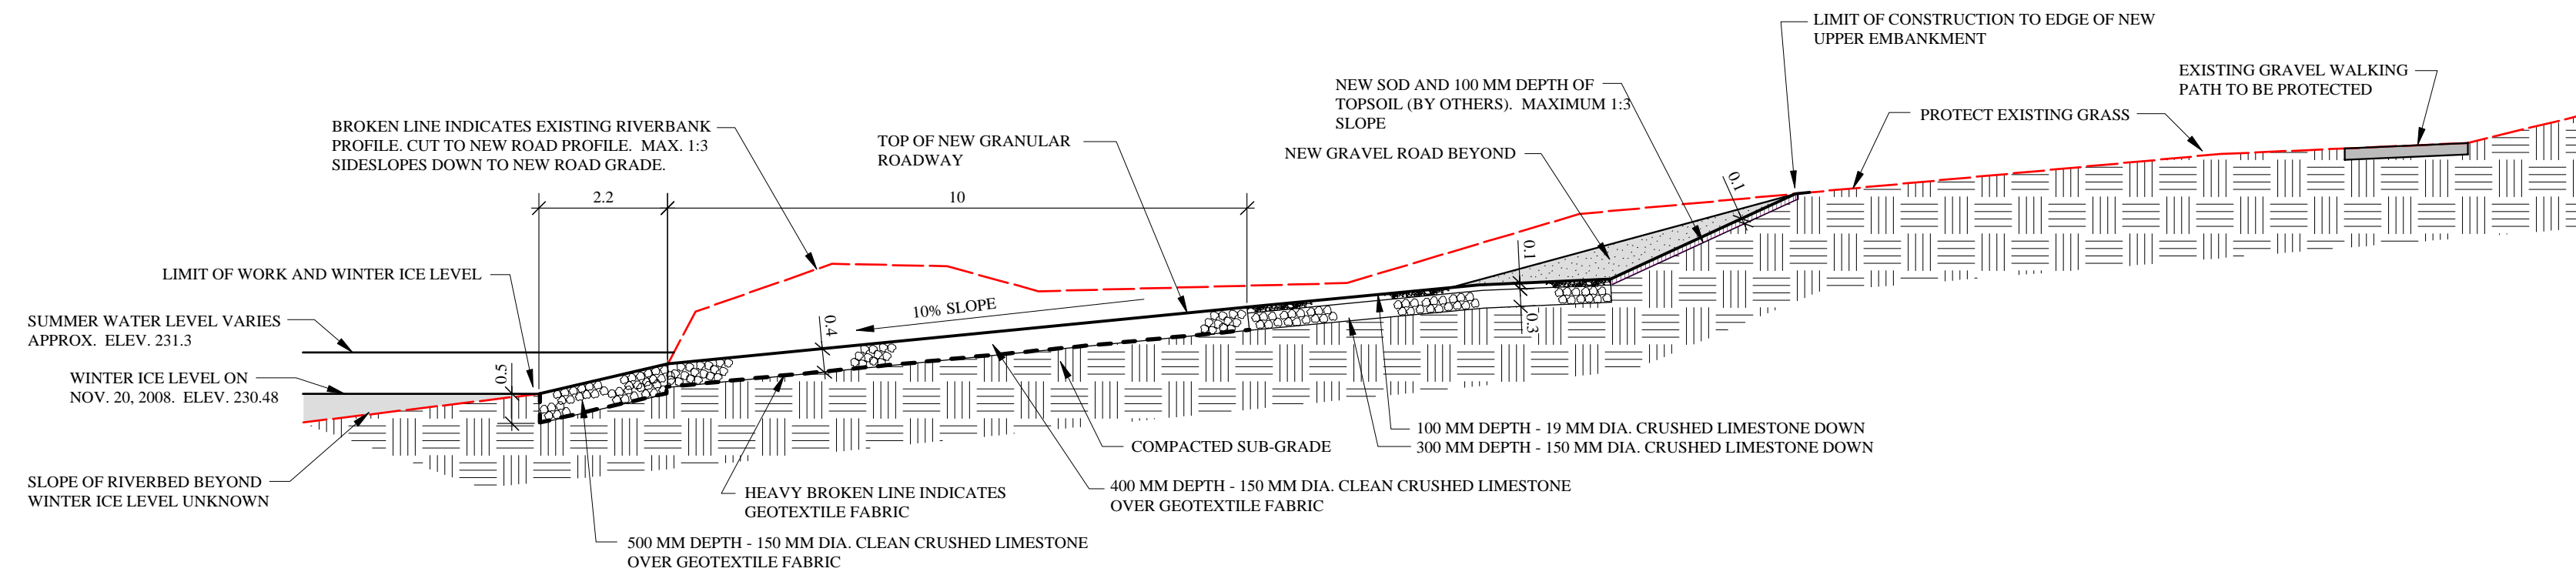 LIMIT OF CONSTRUCTION TO EDGE OF NEW
UPPER EMBANKMENT
EXISTING GRAVEL WALKING
PATH TO BE PROTECTED
NEW SOD AND 100 MM DEPTH OF
TOPSOIL (BY OTHERS). MAXIMUM 1:3
SLOPE
PROTECT EXISTING GRASS
BROKEN LINE INDICATES EXISTING RIVERBANK
PROFILE. CUT TO NEW ROAD PROFILE. MAX. 1:3
SIDESLOPES DOWN TO NEW ROAD GRADE.
TOP OF NEW GRANULAR
ROADWAY
NEW GRAVEL ROAD BEYOND
0.1
2.2
10
LIMIT OF WORK AND WINTER ICE LEVEL
0.1
10% SLOPE
SUMMER WATER LEVEL VARIES
APPROX. ELEV. 231.3
0.4
0.3
WINTER ICE LEVEL ON
NOV. 20, 2008. ELEV. 230.48
0.5
100 MM DEPTH - 19 MM DIA. CRUSHED LIMESTONE DOWN
300 MM DEPTH - 150 MM DIA. CRUSHED LIMESTONE DOWN
COMPACTED SUB-GRADE
SLOPE OF RIVERBED BEYOND
WINTER ICE LEVEL UNKNOWN
HEAVY BROKEN LINE INDICATES
GEOTEXTILE FABRIC
400 MM DEPTH - 150 MM DIA. CLEAN CRUSHED LIMESTONE
OVER GEOTEXTILE FABRIC
500 MM DEPTH - 150 MM DIA. CLEAN CRUSHED LIMESTONE
OVER GEOTEXTILE FABRIC